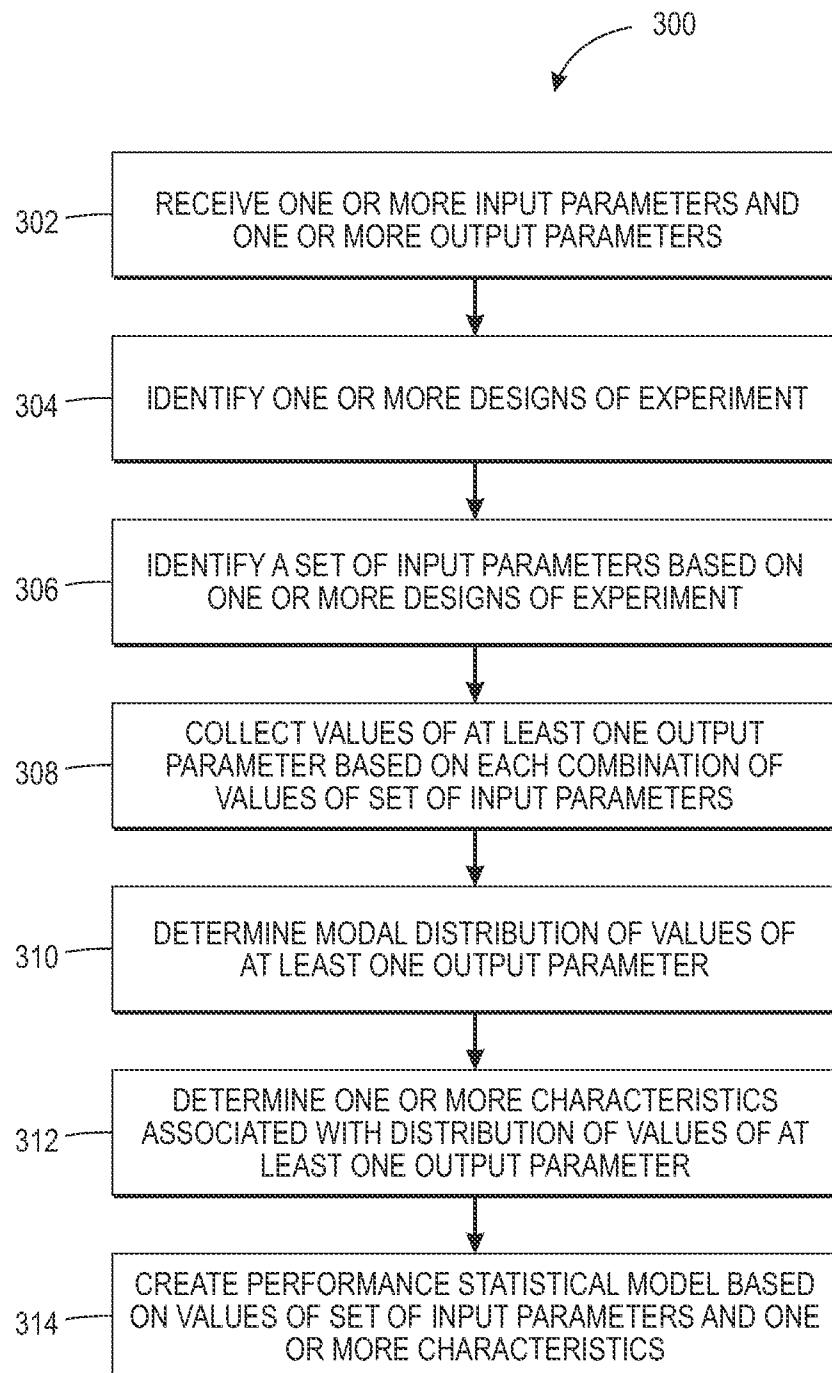 300
302
RECEIVE ONE OR MORE INPUT PARAMETERS AND
ONE OR MORE OUTPUT PARAMETERS
304
IDENTIFY ONE OR MORE DESIGNS OF EXPERIMENT
306
IDENTIFY A SET OF INPUT PARAMETERS BASED ON
ONE OR MORE DESIGNS OF EXPERIMENT
308
COLLECT VALUES OF AT LEAST ONE OUTPUT
PARAMETER BASED ON EACH COMBINATION OF
VALUES OF SET OF INPUT PARAMETERS
310
DETERMINE MODAL DISTRIBUTION OF VALUES OF
AT LEAST ONE OUTPUT PARAMETER
312
DETERMINE ONE OR MORE CHARACTERISTICS
ASSOCIATED WITH DISTRIBUTION OF VALUES OF AT
LEAST ONE OUTPUT PARAMETER
314
CREATE PERFORMANCE STATISTICAL MODEL BASED
ON VALUES OF SET OF INPUT PARAMETERS AND ONE
OR MORE CHARACTERISTICS